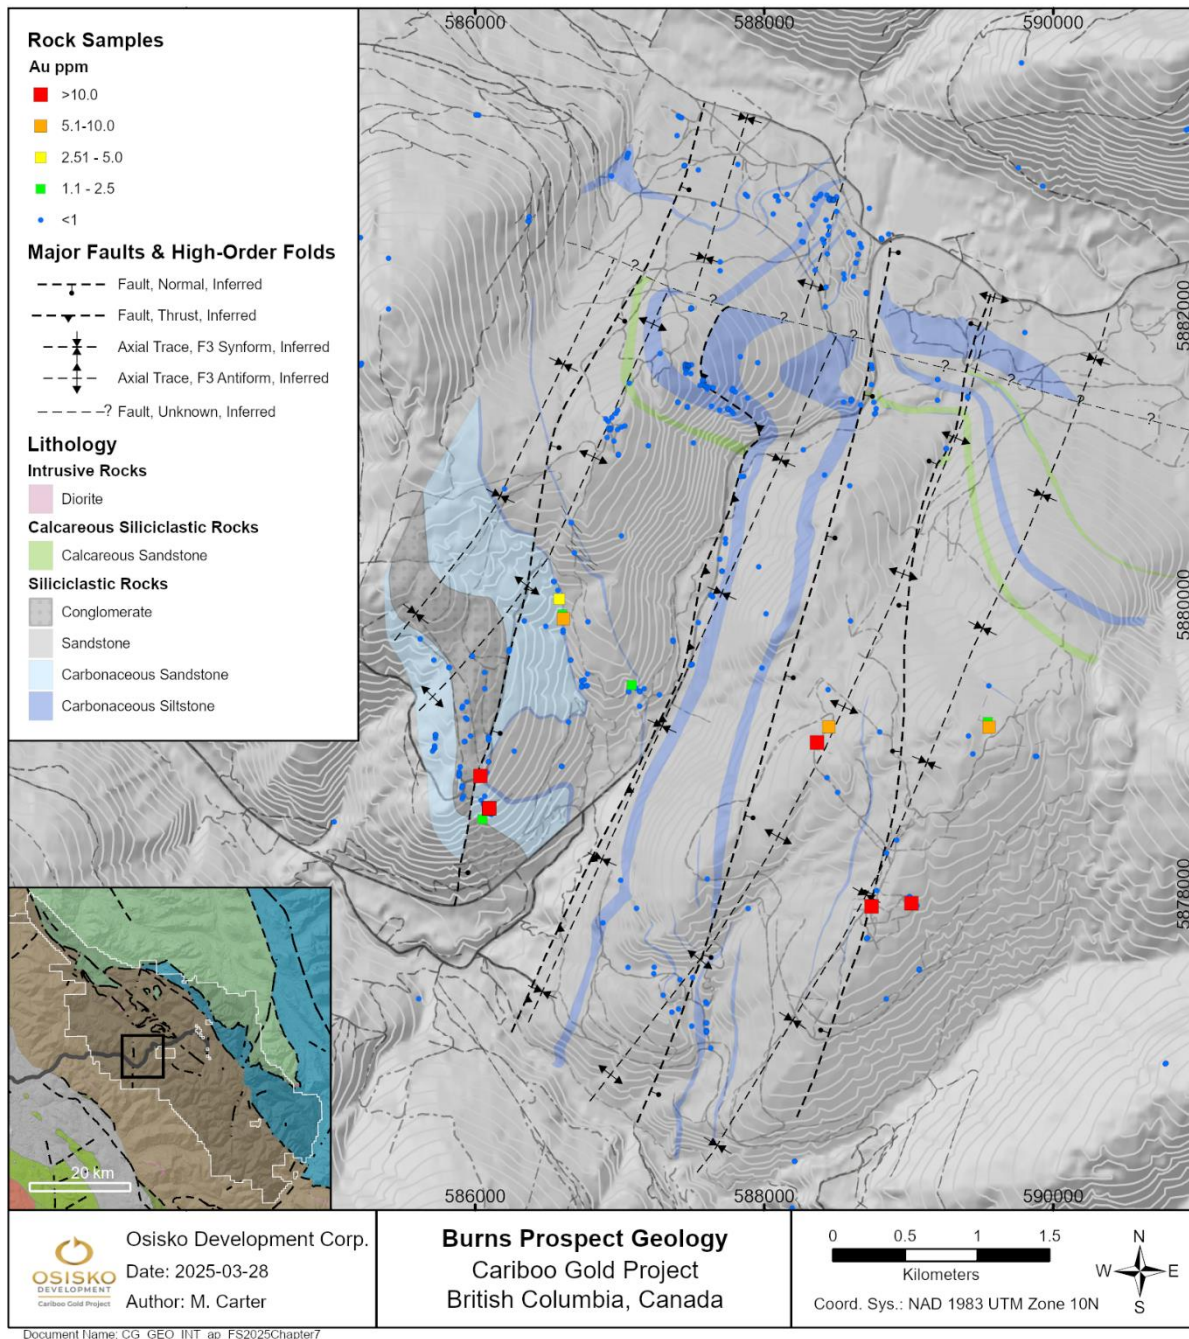 586000
588000
590000
Rock Samples
Au ppm
>10.0
5.1-10.0
2.51 - 5.0
1.1 - 2.5
<1
Major Faults & High-Order Folds
Fault, Normal, Inferred
Fault, Thrust, Inferred
Axial Trace, F3 Synform, Inferred
Axial Trace, F3 Antiform, Inferred
? Fault, Unknown, Inferred
Lithology
Intrusive Rocks
Diorite
Calcareous Siliciclastic Rocks
Calcareous Sandstone
Siliciclastic Rocks
Conglomerate
Sandstone
Carbonaceous Sandstone
Carbonaceous Siltstone
?
?
?
?
?
?
?
?
5882000
5880000
5878000
20 km
586000
588000
590000
OSISKO
DEVELOPMENT
Cariboo Gold Project
Osisko Development Corp.
Date: 2025-03-28
Author: M. Carter
Burns Prospect Geology
Cariboo Gold Project
British Columbia, Canada
0 0.5 1 1.5
Kilometers
Coord. Sys.: NAD 1983 UTM Zone 10N
N
W E
S
Document Name: CG_GEO_INT_ap_FS2025Chapter7